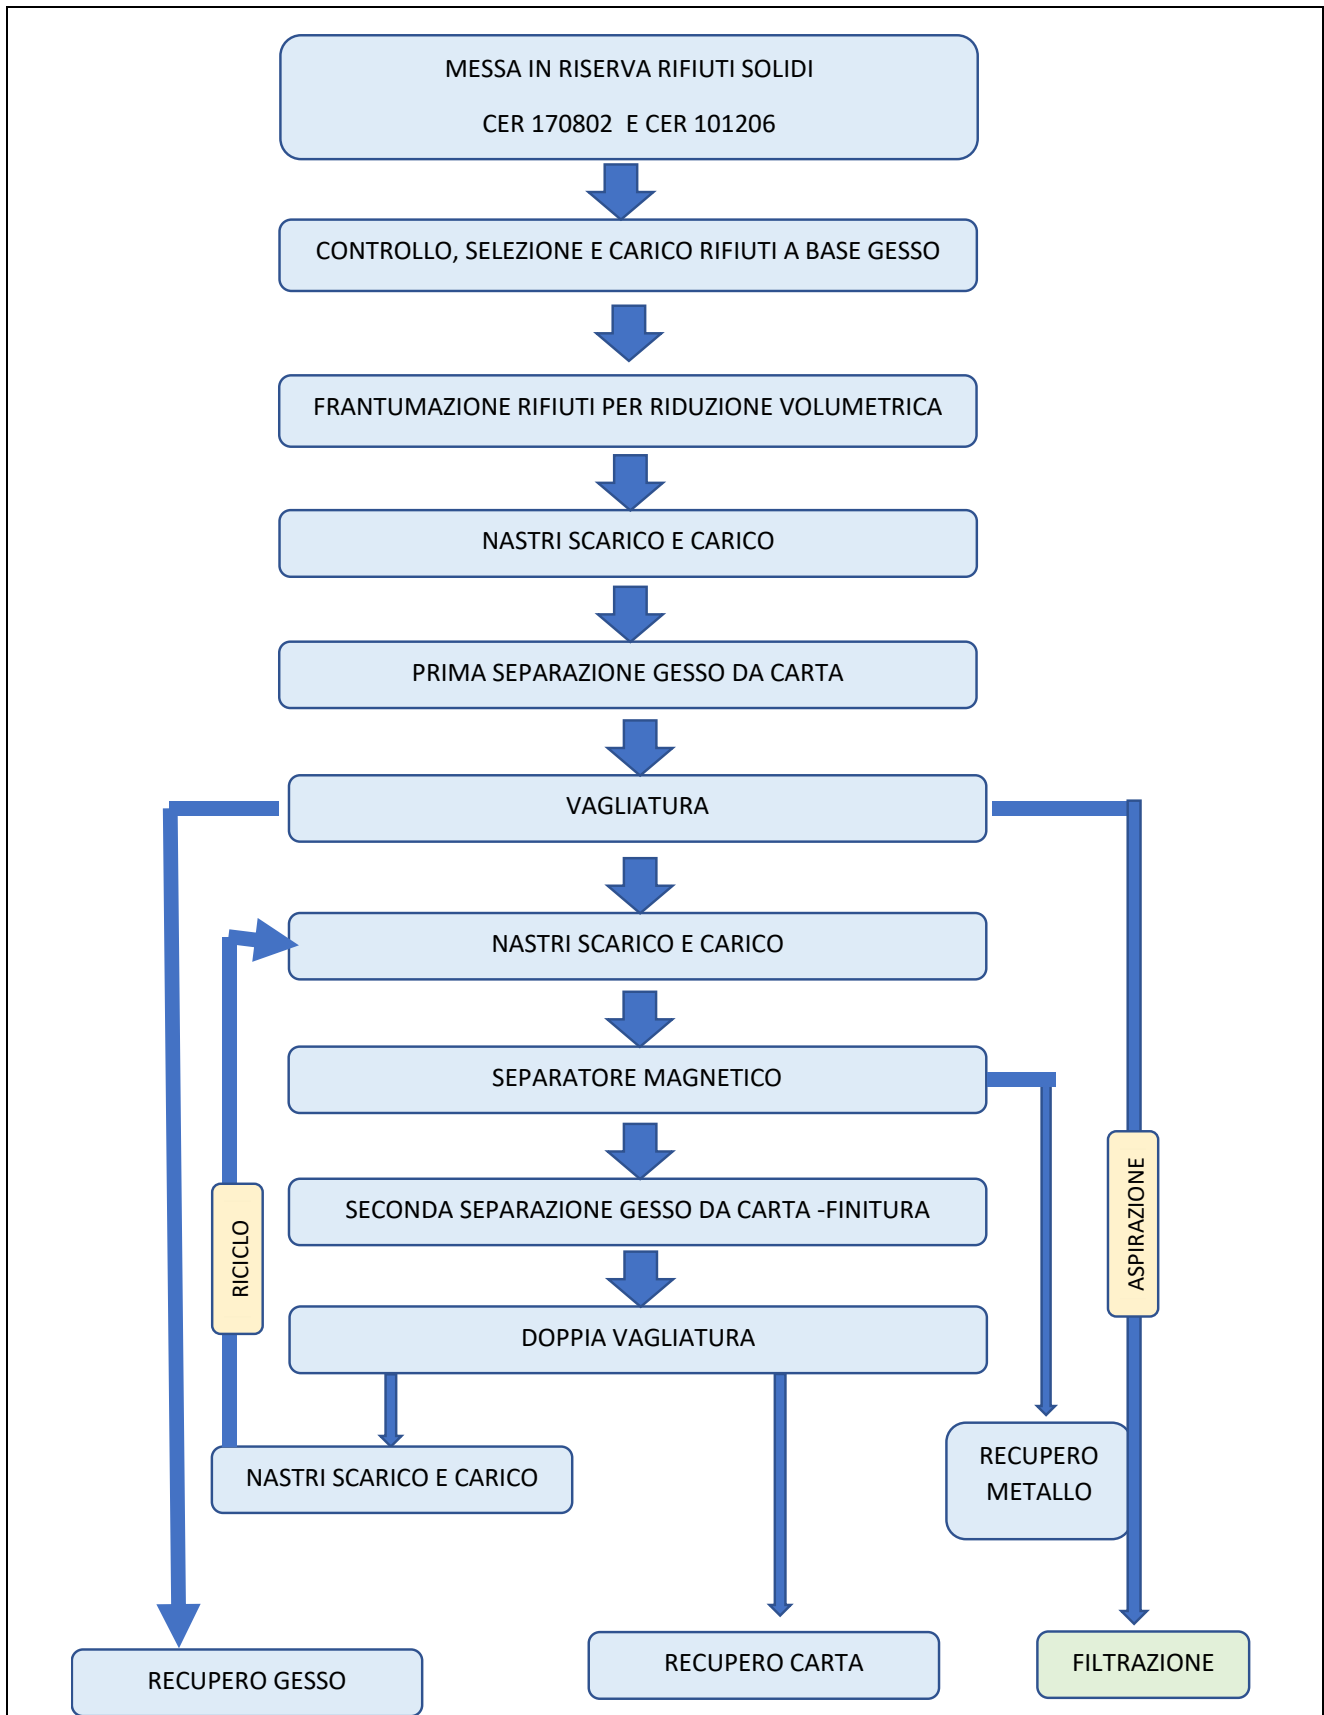 MESSA IN RISERVA RIFIUTI SOLIDI
CER 170802 E CER 101206
CONTROLLO, SELEZIONE E CARICO RIFIUTI A BASE GESSO
FRANTUMAZIONE RIFIUTI PER RIDUZIONE VOLUMETRICA
NASTRI SCARICO E CARICO
PRIMA SEPARAZIONE GESSO DA CARTA
VAGLIATURA
NASTRI SCARICO E CARICO
SEPARATORE MAGNETICO
SECONDA SEPARAZIONE GESSO DA CARTA -FINITURA
RICICLO
ASPIRAZIONE
DOPPIA VAGLIATURA
NASTRI SCARICO E CARICO
RECUPERO
METALLO
RECUPERO GESSO
RECUPERO CARTA
FILTRAZIONE